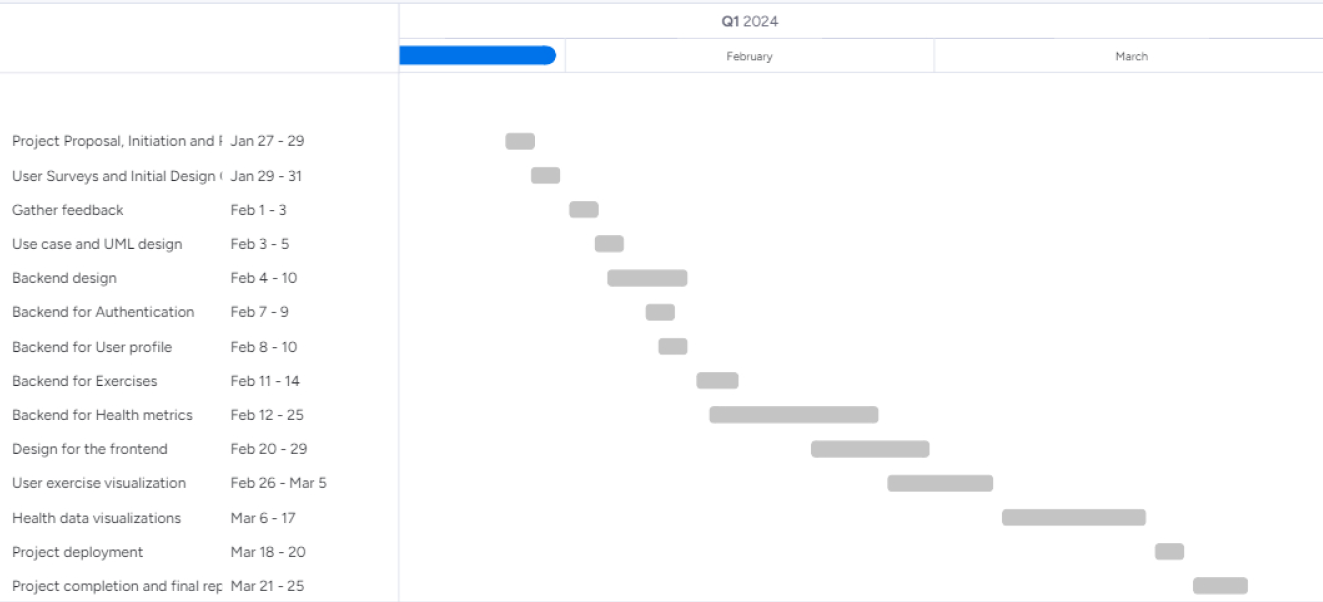 Q1 2024
February March
Project Proposal, Initiation and Jan 27 - 29
User Surveys and Initial Design Jan 29 - 31
Gather feedback Feb 1 - 3
Use case and UML design Feb 3 - 5
Backend design Feb 4 - 10
Backend for Authentication Feb 7 - 9
Backend for User profile Feb 8 - 10
Backend for Exercises Feb 11 - 14
Backend for Health metrics Feb 12 - 25
Design for the frontend Feb 20 - 29
User exercise visualization Feb 26 - Mar 5
Health data visualizations Mar 6 - 17
Project deployment Mar 18 - 20
Project completion and final rep Mar 21 - 25